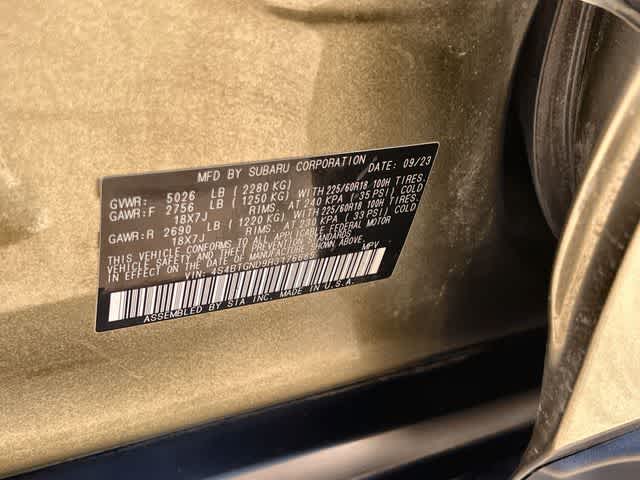 MFD BY SUBARU CORPORATION DATE: 09/23
GVWR: 5026 LB ( 2280 KG)
GAWR:F 2756 LB ( 1250 KG) WITH 225/60R18 100H TIRES.
18X7J RIMS. AT 240 KPA ( 35 PSI) COLD
GAWR:R 2690 LB ( 1220 KG) WITH 225/60R18 100H TIRES.
18X7J RIMS. AT 230 KPA ( 33 PSI) COLD
THIS VEHICLE CONFORMS TO ALL APPLICABLE FEDERAL MOTOR
VEHICLE SAFETY STANDARDS IN EFFECT ON THE DATE OF MANUFACTURE SHOWN ABOVE.
VIN: MPV
ASSEMBLED BY SIA INC. MADE IN U.S.A.